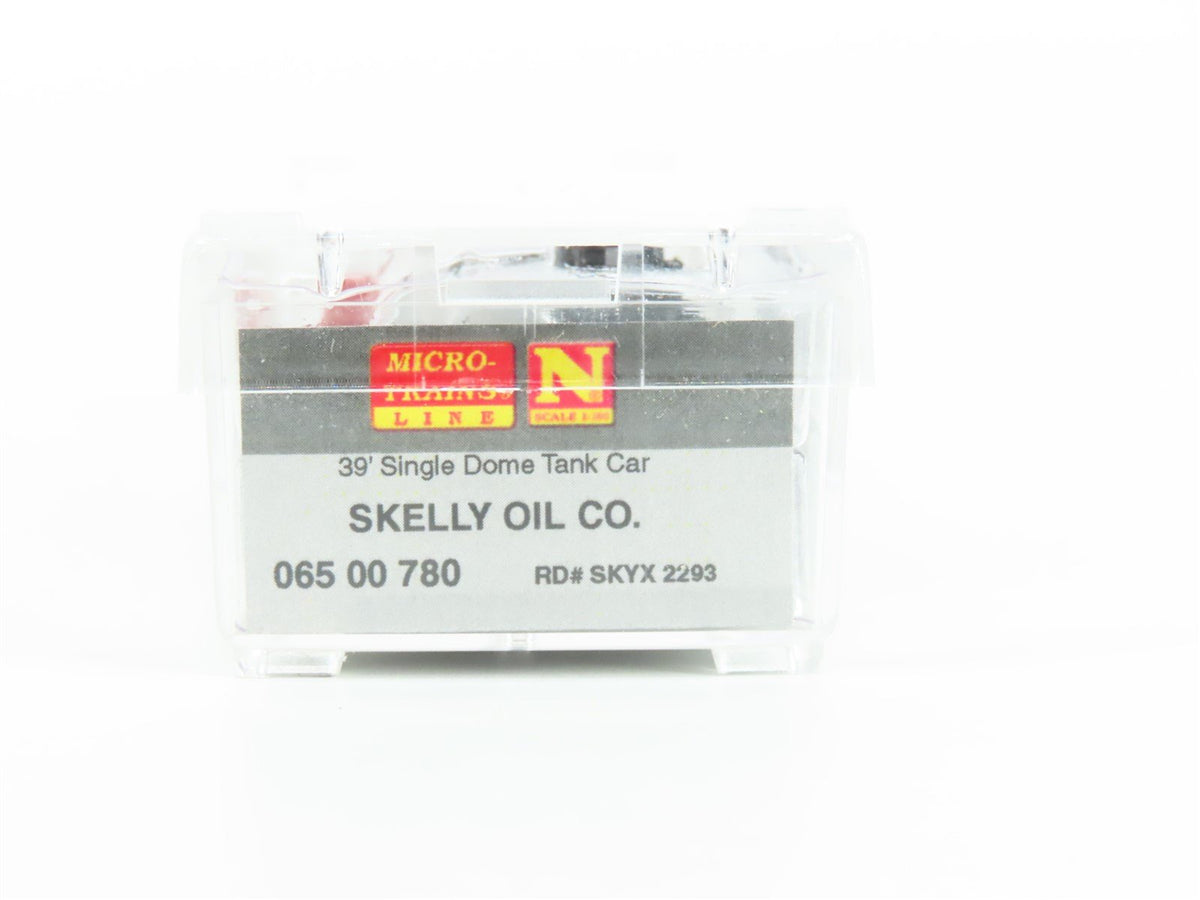 MICRO-
TRAINS®
LINE
N®
SCALE 1:160
39' Single Dome Tank Car
SKELLY OIL CO.
065 00 780 RD# SKYX 2293